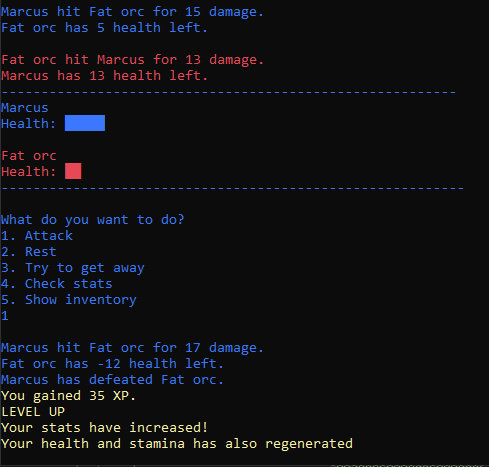 Marcus hit Fat orc for 15 damage.
Fat orc has 5 health left.
Fat orc hit Marcus for 13 damage.
Marcus has 13 health left.
---------------------------------------------------------
Marcus
Health:
Fat orc
Health:
----------------------------------------------------------
What do you want to do?
1. Attack
2. Rest
3. Try to get away
4. Check stats
5. Show inventory
1
Marcus hit Fat orc for 17 damage.
Fat orc has -12 health left.
Marcus has defeated Fat orc.
You gained 35 XP.
LEVEL UP
Your stats have increased!
Your health and stamina has also regenerated